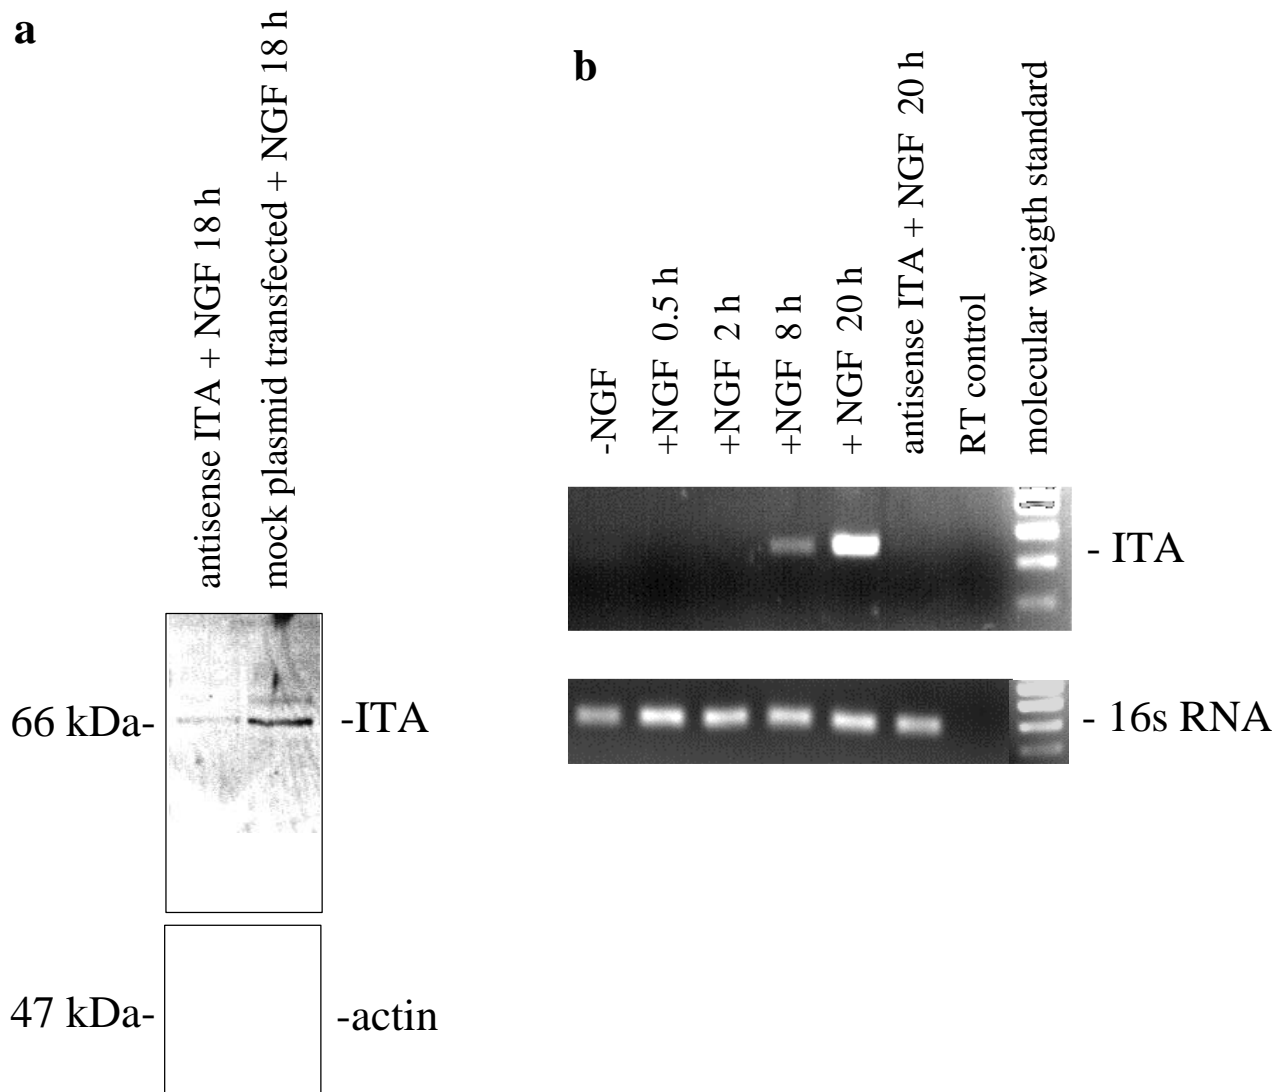 a
antisense ITA + NGF 18 h
mock plasmid transfected + NGF 18 h
66 kDa-
-ITA
47 kDa-
-actin
b
-NGF
+NGF 0.5 h
+NGF 2 h
+NGF 8 h
+ NGF 20 h
antisense ITA + NGF 20 h
RT control
molecular weigth standard
- ITA
- 16s RNA